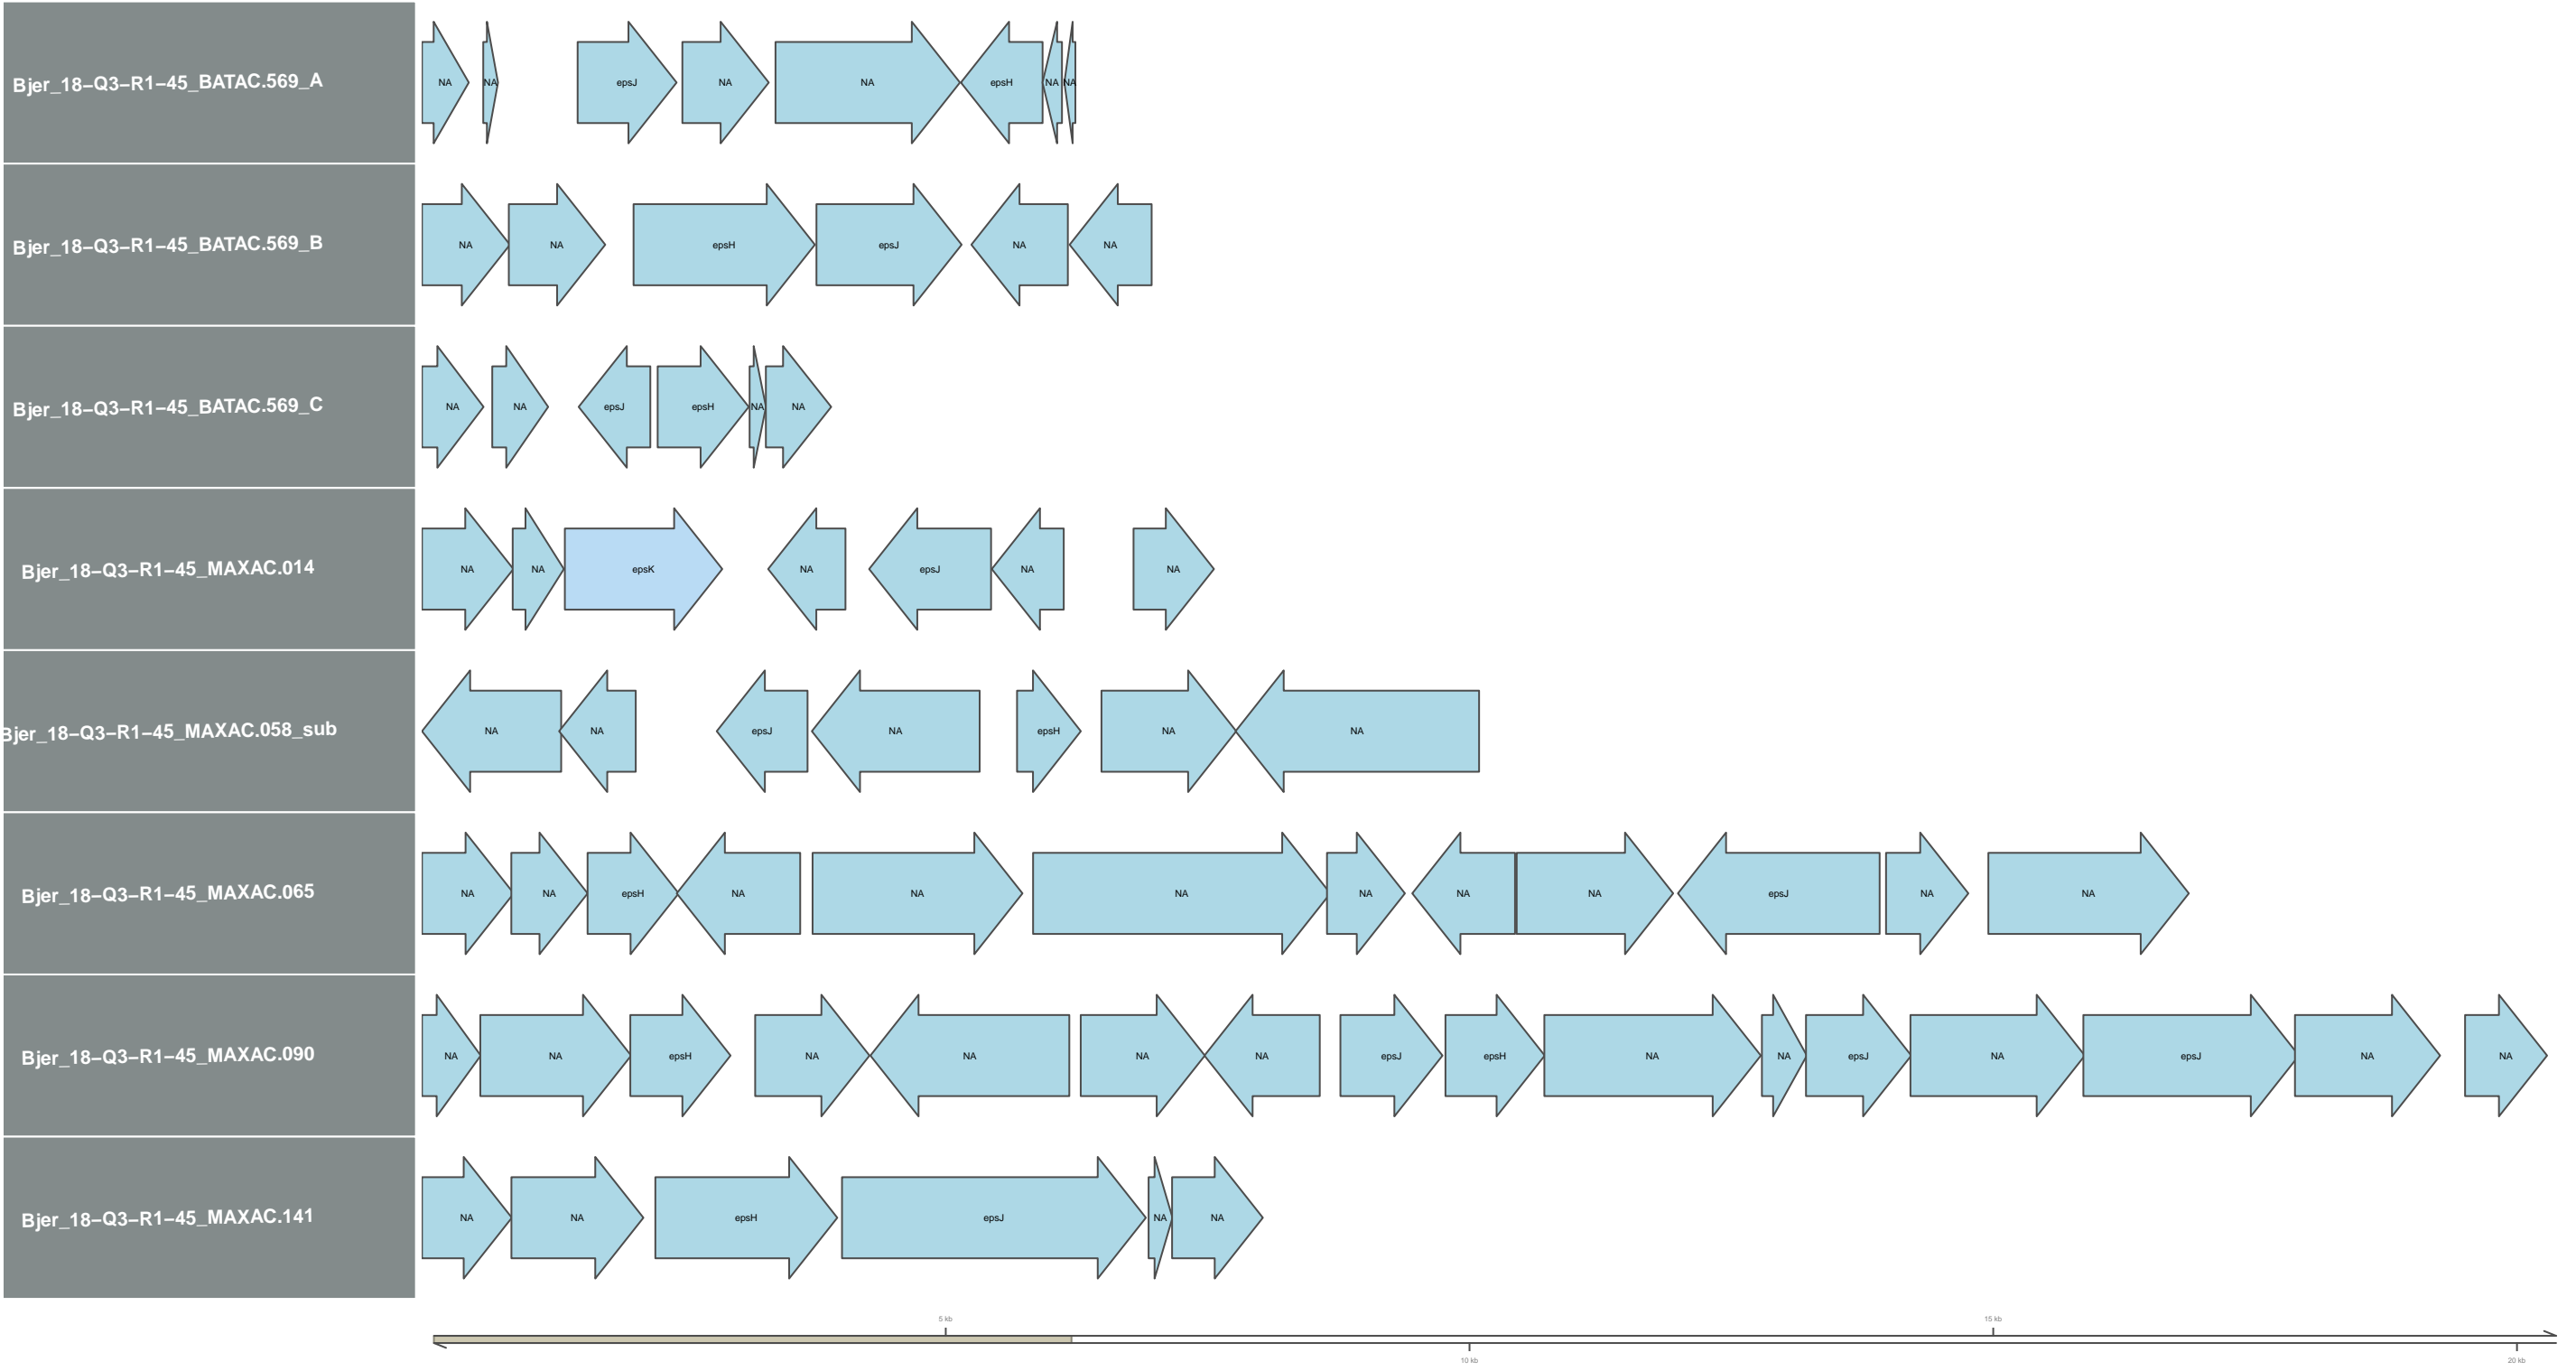 Bjer_18–Q3–R1–45_BATAC.569_A NA NA epsJ NA NA epsH NA NA
Bjer_18–Q3–R1–45_BATAC.569_B NA NA epsH epsJ NA NA
Bjer_18–Q3–R1–45_BATAC.569_C NA NA epsJ epsH NA NA
Bjer_18–Q3–R1–45_MAXAC.014 NA NA epsK NA epsJ NA NA
Bjer_18–Q3–R1–45_MAXAC.058_sub NA NA epsJ NA epsH NA NA
Bjer_18–Q3–R1–45_MAXAC.065 NA NA epsH NA NA NA NA NA NA epsJ NA NA
Bjer_18–Q3–R1–45_MAXAC.090 NA NA epsH NA NA NA NA epsJ epsH NA NA epsJ NA epsJ NA NA
Bjer_18–Q3–R1–45_MAXAC.141 NA NA epsH epsJ NA NA
5 kb 15 kb
10 kb 20 kb